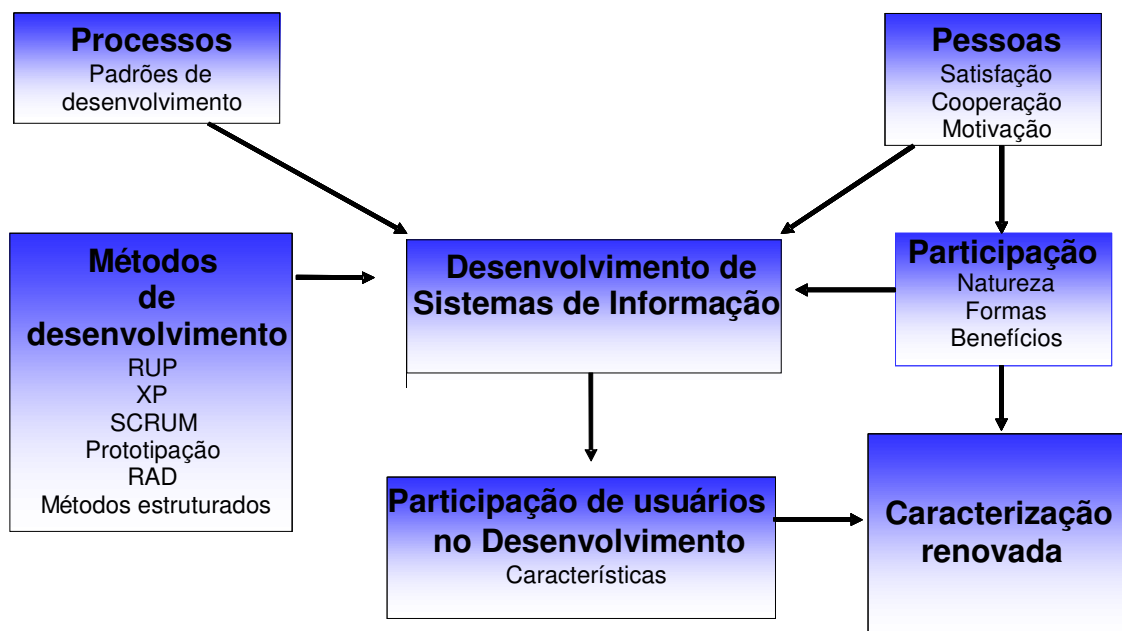 Processos
Padrões de
desenvolvimento
Pessoas
Satisfação
Cooperação
Motivação
Métodos
de
desenvolvimento
RUP
XP
SCRUM
Prototipação
RAD
Métodos estruturados
Desenvolvimento de
Sistemas de Informação
Participação
Natureza
Formas
Benefícios
Participação de usuários
no Desenvolvimento
Características
Caracterização
renovada